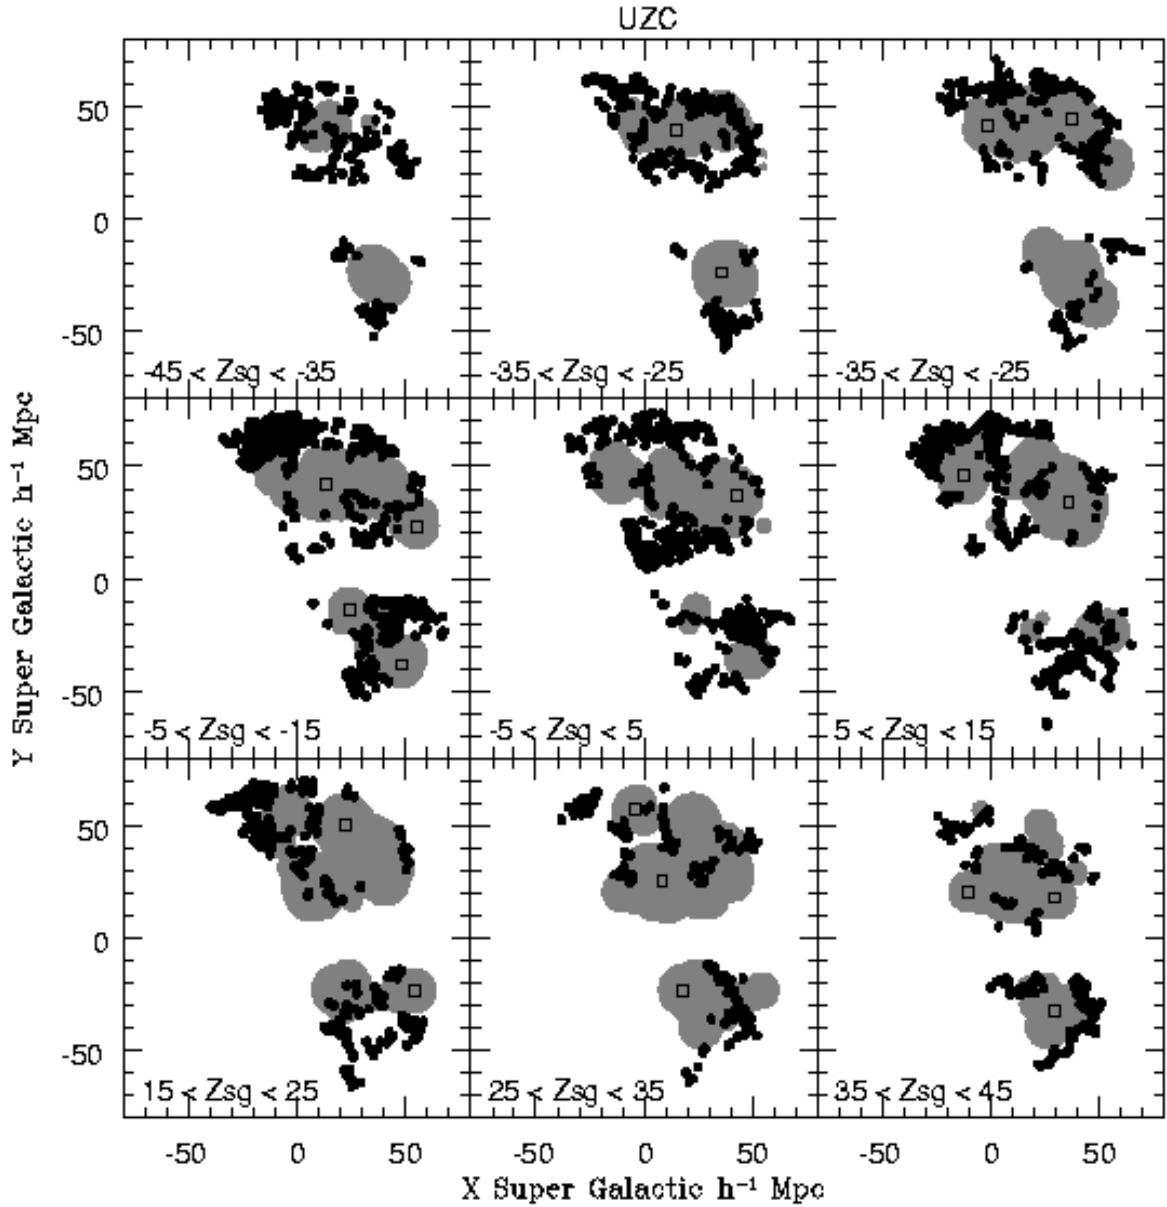 UZC
50
0
-50
-45 < Zsg < -35
-35 < Zsg < -25
-35 < Zsg < -25
Y Super Galactic h⁻¹ Mpc
50
0
-50
-5 < Zsg < -15
-5 < Zsg < 5
5 < Zsg < 15
50
0
-50
15 < Zsg < 25
25 < Zsg < 35
35 < Zsg < 45
-50 0 50 -50 0 50 -50 0 50
X Super Galactic h⁻¹ Mpc